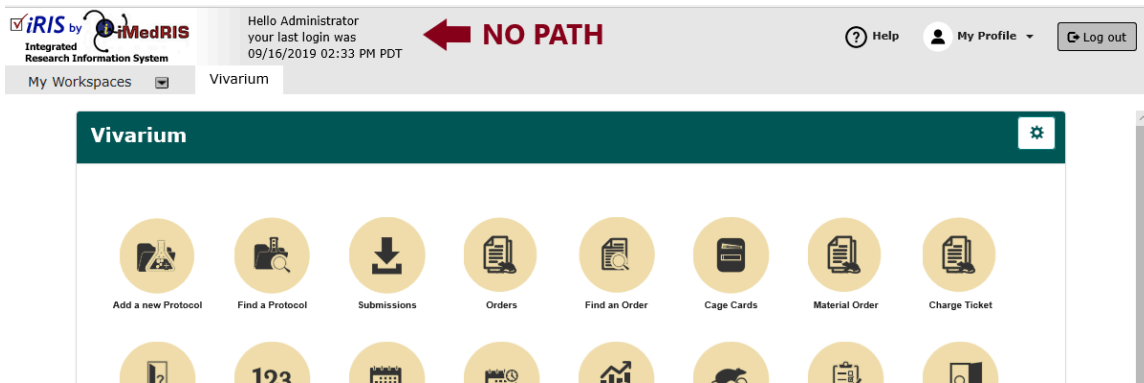 iRIS by iMedRIS
Integrated
Research Information System
Hello Administrator
your last login was
09/16/2019 02:33 PM PDT
NO PATH
? Help
My Profile
Log out
My Workspaces
Vivarium
Vivarium
Add a new Protocol
Find a Protocol
Submissions
Orders
Find an Order
Cage Cards
Material Order
Charge Ticket
?
123